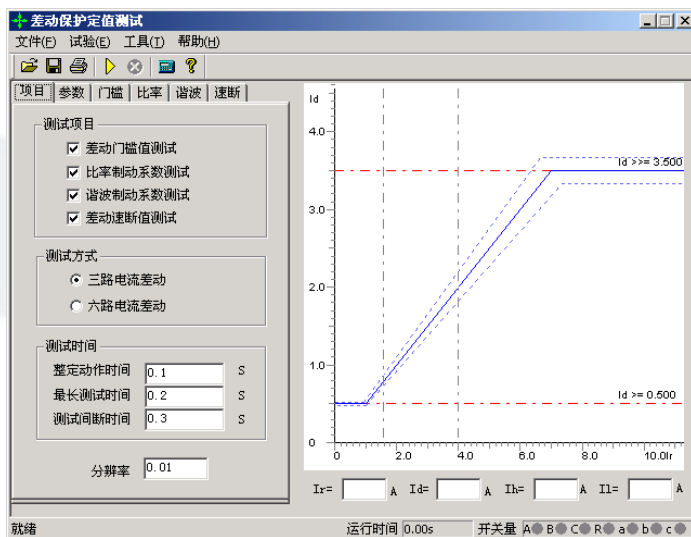 差动保护定值测试
文件(F) 试验(E) 工具(T) 帮助(H)
项目 参数 门槛 比率 谐波 速断
测试项目
差动门槛值测试
比率制动系数测试
谐波制动系数测试
差动速断值测试
测试方式
三路电流差动
六路电流差动
测试时间
整定动作时间 0.1 S
最长测试时间 0.2 S
测试间断时间 0.3 S
分辨率 0.01
Id
4.0
Id >>= 3.500
3.0
2.0
1.0
Id >= 0.500
0
0 2.0 4.0 6.0 8.0 10.0Ir
Ir= A Id= A Ih= A Il= A
就绪 运行时间 0.00s 开关量 A B C R a b c